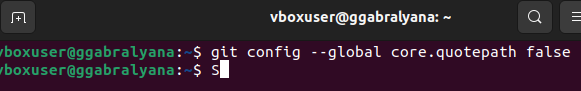 vboxuser@ggabralyana: ~
vboxuser@ggabralyana:~$ git config --global core.quotepath false
vboxuser@ggabralyana:~$ S